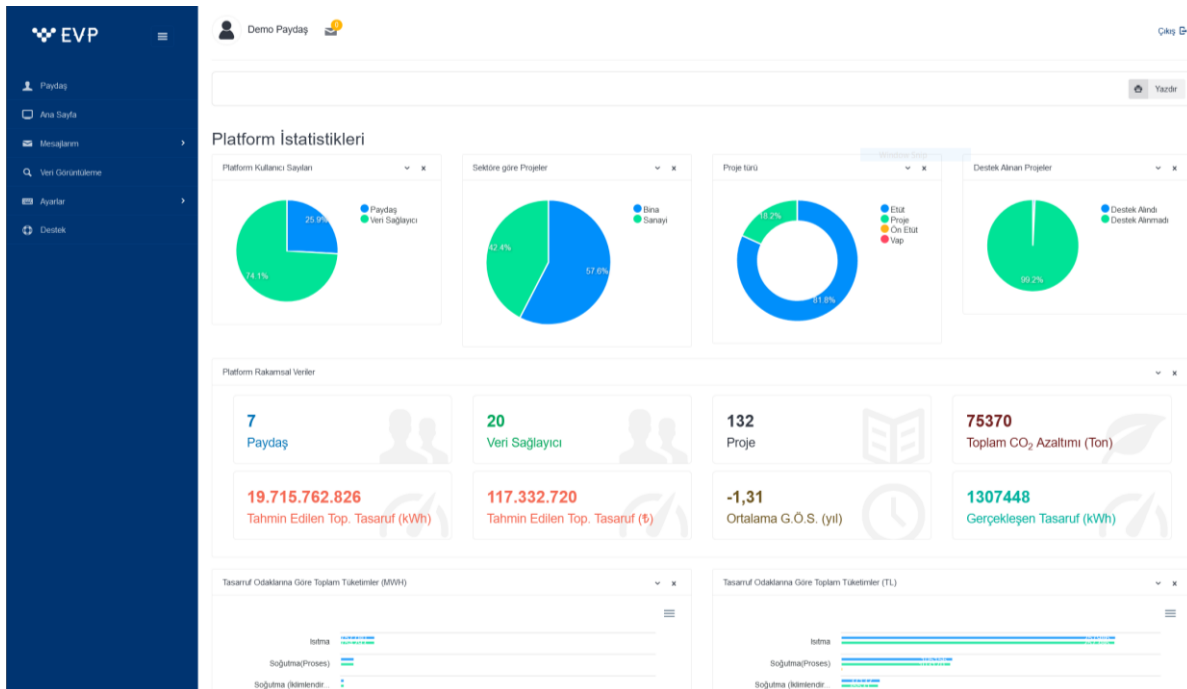 EVP
Demo Paydaş
Çıkış
Paydaş
Ana Sayfa
Mesajlarım
Veri Görüntüleme
Ayarlar
Destek
Yazdır
Platform İstatistikleri
Platform Kullanıcı Sayıları
25.9%
74.1%
Paydaş
Veri Sağlayıcı
Sektöre göre Projeler
42.4%
57.6%
Bina
Sanayi
Proje türü
18.2%
81.8%
Etüt
Proje
Ön Etüt
Vap
Destek Alınan Projeler
99.2%
Destek Alındı
Destek Alınmadı
Platform Rakamsal Veriler
7
Paydaş
20
Veri Sağlayıcı
132
Proje
75370
Toplam CO₂ Azaltımı (Ton)
19.715.762.826
Tahmin Edilen Top. Tasaruf (kWh)
117.332.720
Tahmin Edilen Top. Tasaruf (₺)
-1,31
Ortalama G.Ö.S. (yıl)
1307448
Gerçekleşen Tasaruf (kWh)
Tasarruf Odaklarına Göre Toplam Tüketimler (MWH)
Isıtma
Soğutma(Proses)
Soğutma (İklimlendir...
Tasarruf Odaklarına Göre Toplam Tüketimler (TL)
Isıtma
Soğutma(Proses)
Soğutma (İklimlendir...